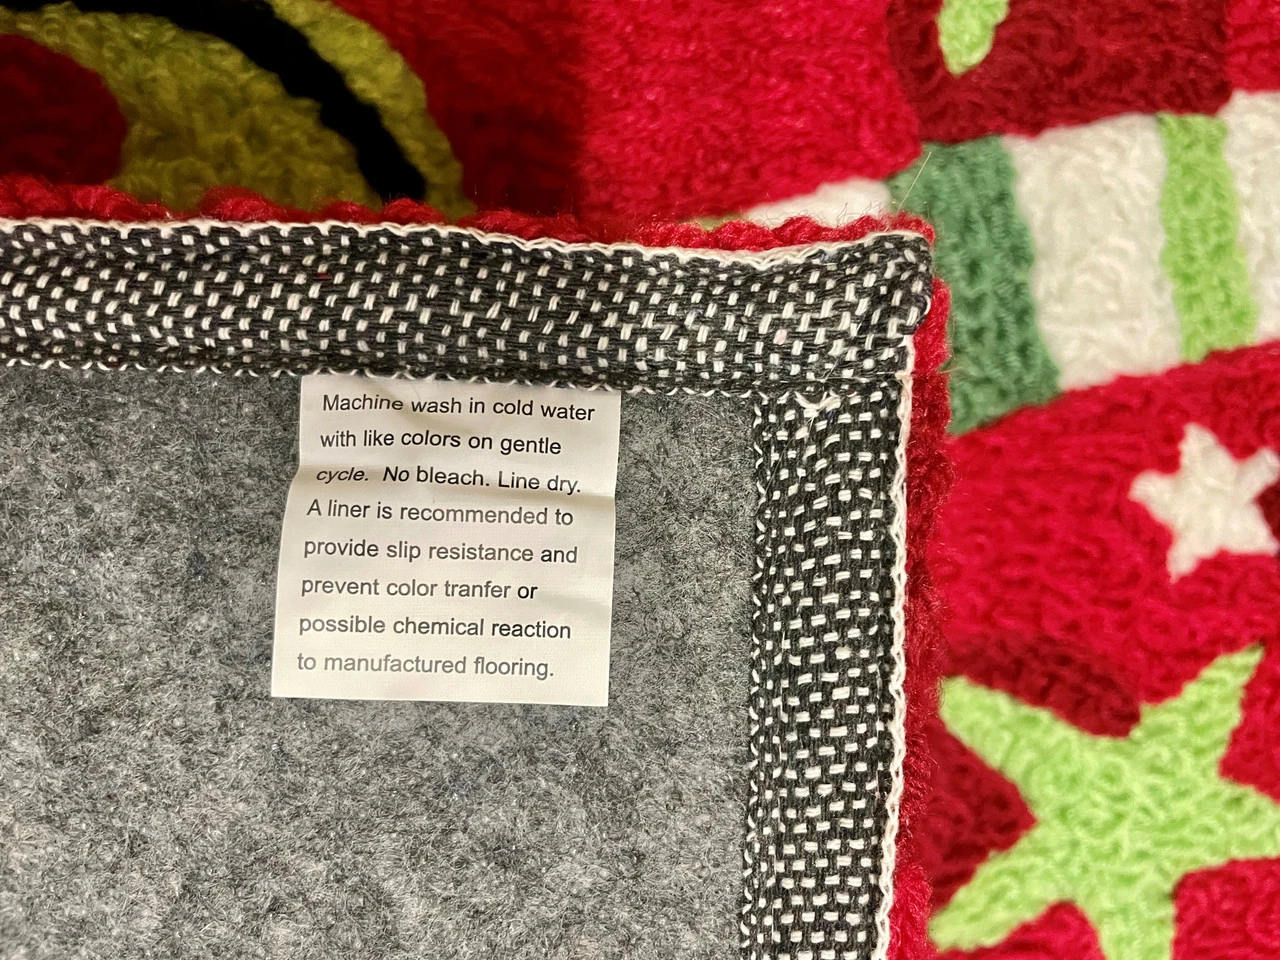 Machine wash in cold water
with like colors on gentle
cycle. No bleach. Line dry.
A liner is recommended to
provide slip resistance and
prevent color tranfer or
possible chemical reaction
to manufactured flooring.